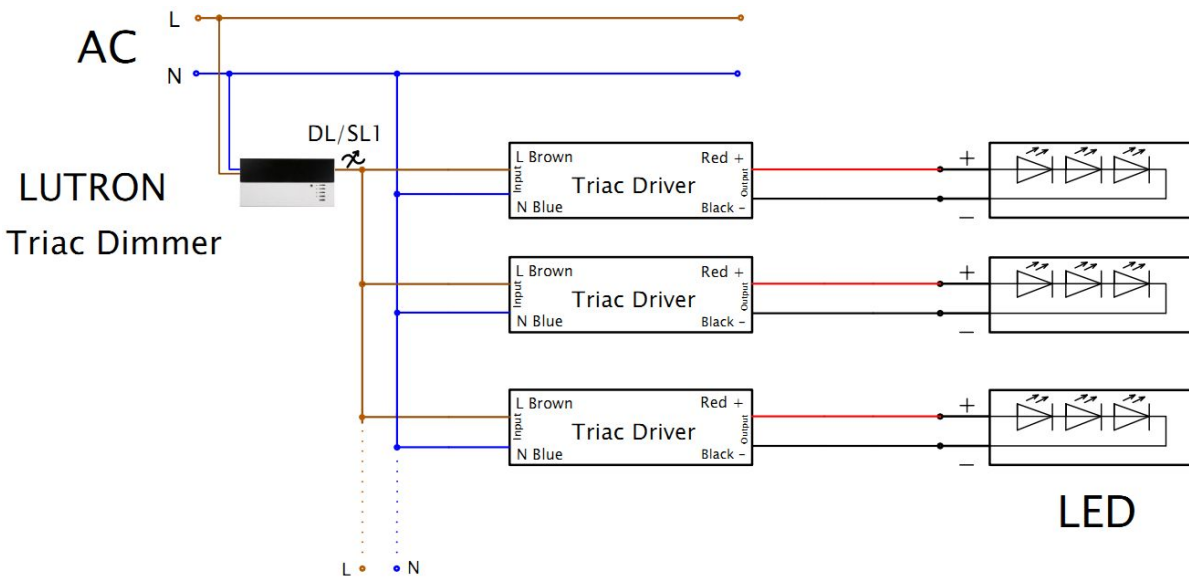 L
AC
N
DL/SL1
LUTRON
Triac Dimmer
L Brown
Red +
Input
Triac Driver
Output
N Blue
Black -
+
–
L Brown
Red +
Input
Triac Driver
Output
N Blue
Black -
+
–
L Brown
Red +
Input
Triac Driver
Output
N Blue
Black -
+
–
LED
L
N